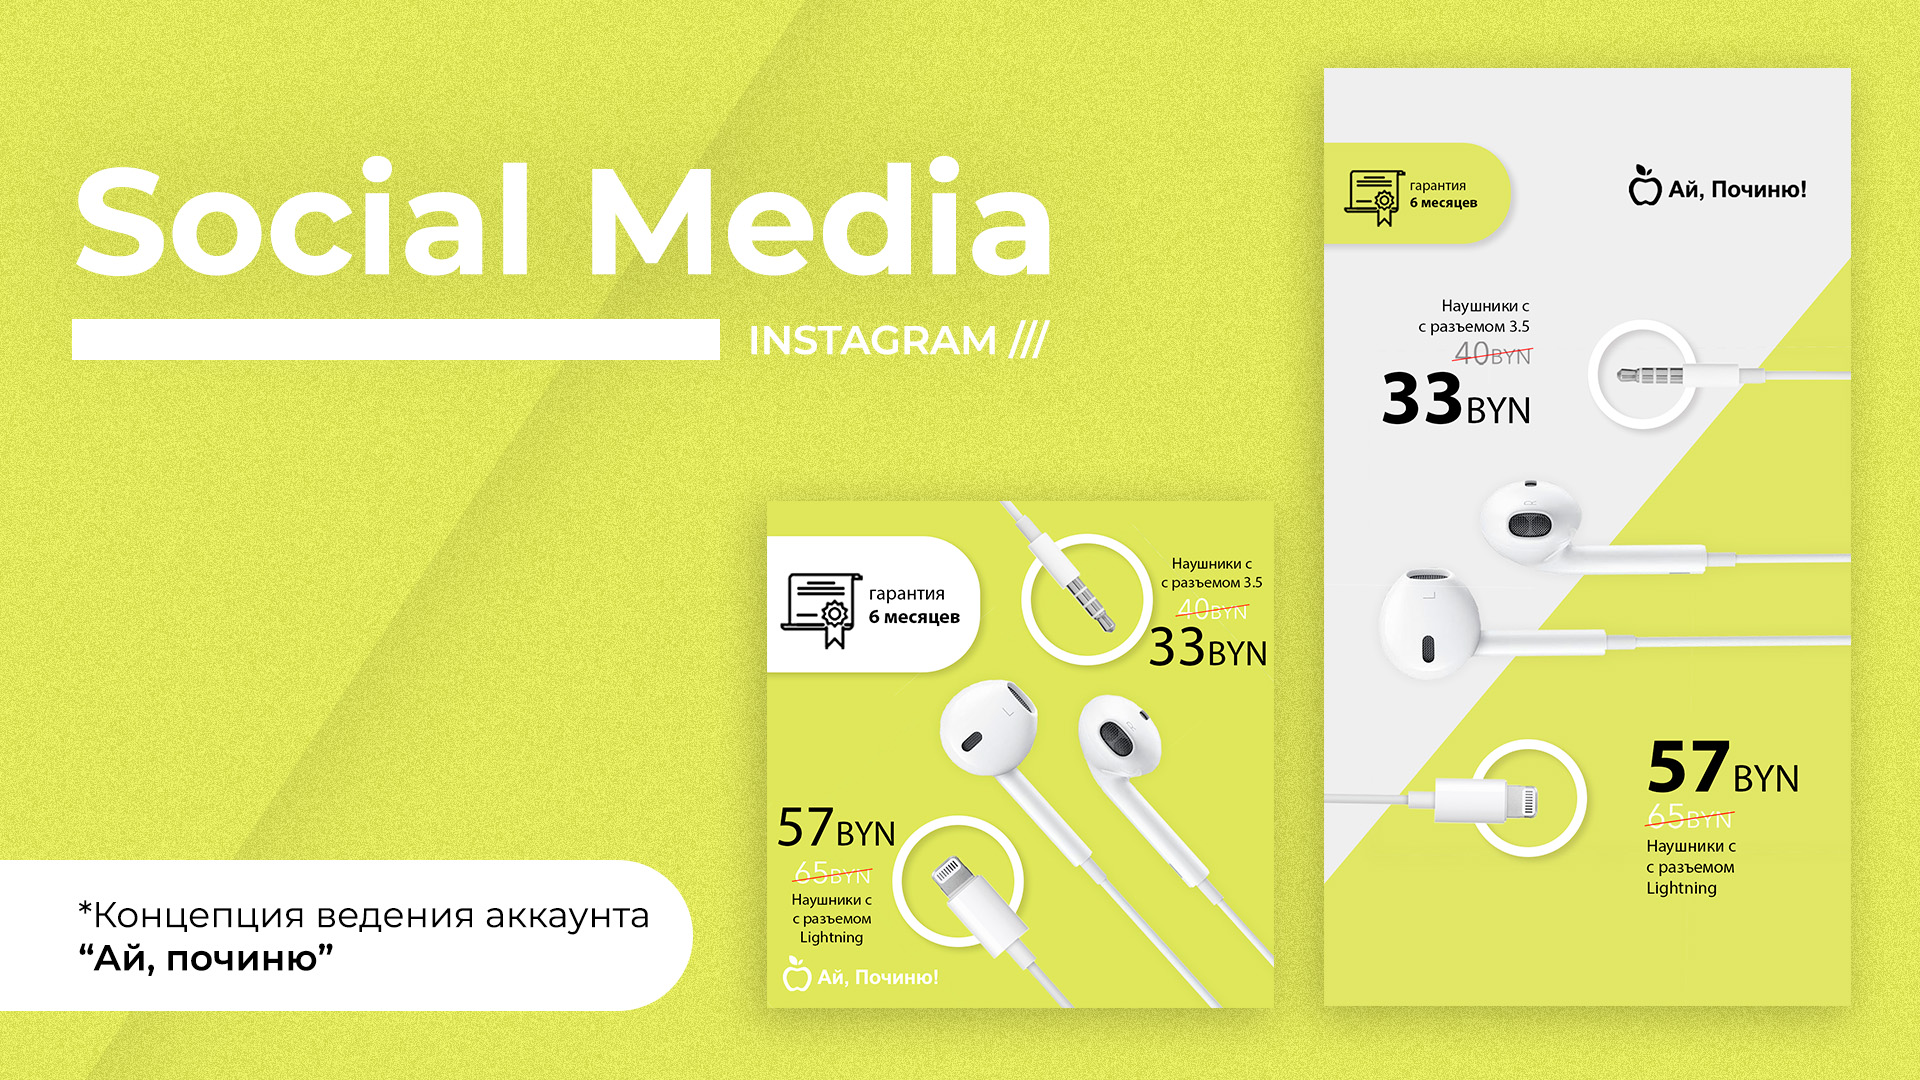 Social Media
INSTAGRAM ///
*Концепция ведения аккаунта
“Ай, починю”
гарантия
6 месяцев
Наушники с
с разъемом 3.5
40BYN
33BYN
L
R
57BYN
65BYN
Наушники с
с разъемом
Lightning
Ай, Починю!
гарантия
6 месяцев
Ай, Починю!
Наушники с
с разъемом 3.5
40BYN
33BYN
R
L
57BYN
65BYN
Наушники с
с разъемом
Lightning